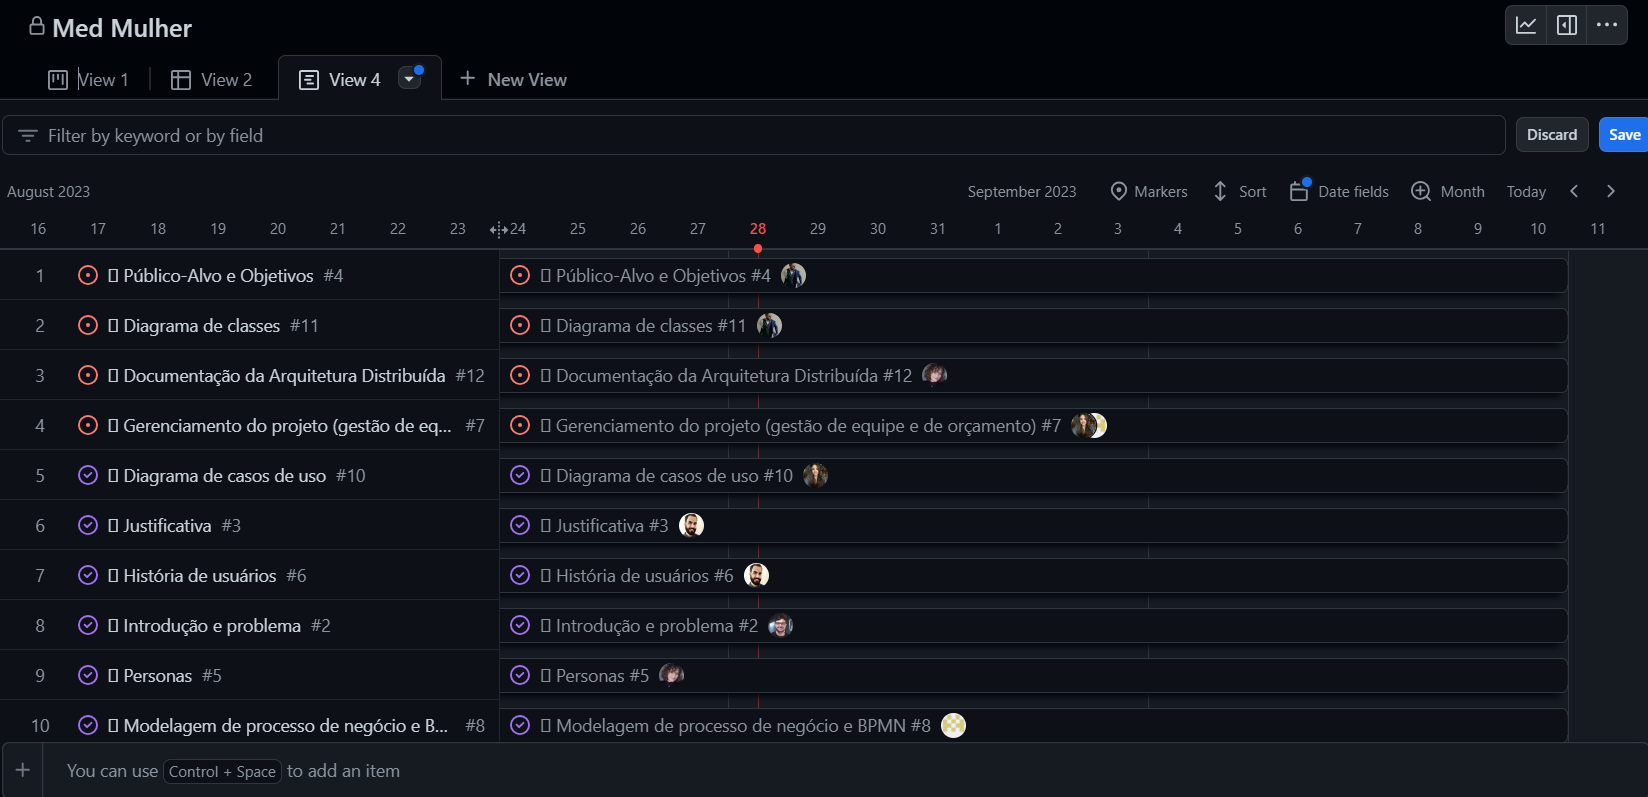 Med Mulher
View 1 View 2 View 4 New View
Filter by keyword or by field Discard Save
August 2023 September 2023 Markers Sort Date fields Month Today
16 17 18 19 20 21 22 23 24 25 26 27 28 29 30 31 1 2 3 4 5 6 7 8 9 10 11
1 Público-Alvo e Objetivos #4 Público-Alvo e Objetivos #4
2 Diagrama de classes #11 Diagrama de classes #11
3 Documentação da Arquitetura Distribuída #12 Documentação da Arquitetura Distribuída #12
4 Gerenciamento do projeto (gestão de eq... #7 Gerenciamento do projeto (gestão de equipe e de orçamento) #7
5 Diagrama de casos de uso #10 Diagrama de casos de uso #10
6 Justificativa #3 Justificativa #3
7 História de usuários #6 História de usuários #6
8 Introdução e problema #2 Introdução e problema #2
9 Personas #5 Personas #5
10 Modelagem de processo de negócio e B... #8 Modelagem de processo de negócio e BPMN #8
You can use Control + Space to add an item